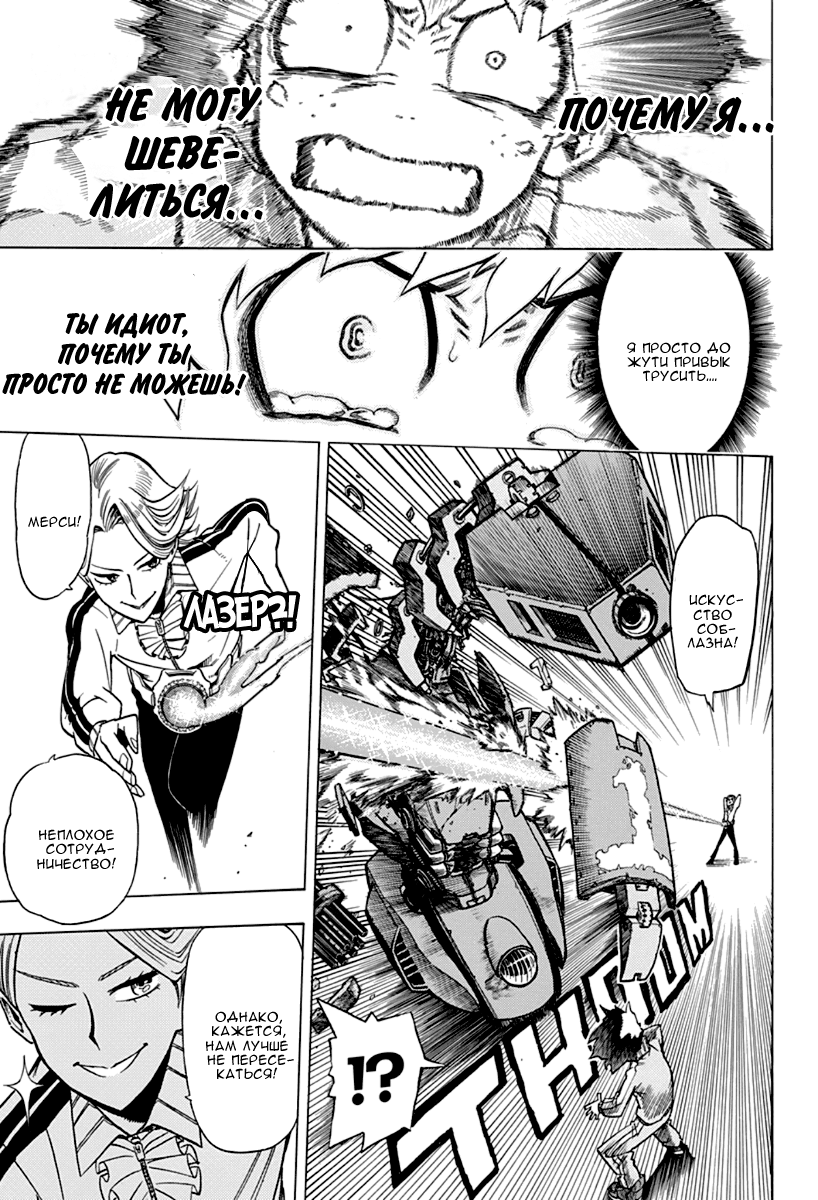 ПОЧЕМУ Я...
НЕ МОГУ
ШЕВЕ-
ЛИТЬСЯ...
Я ПРОСТО ДО
ЖУТИ ПРИВЫК
ТРУСИТЬ....
ТЫ ИДИОТ,
ПОЧЕМУ ТЫ
ПРОСТО НЕ МОЖЕШЬ!
ИСКУС-
СТВО
СОБ-
ЛАЗНА!
THOOOM
!?
МЕРСИ!
ЛАЗЕР?!
НЕПЛОХОЕ
СОТРУД-
НИЧЕСТВО!
ОДНАКО,
КАЖЕТСЯ,
НАМ ЛУЧШЕ
НЕ ПЕРЕСЕ-
КАТЬСЯ!